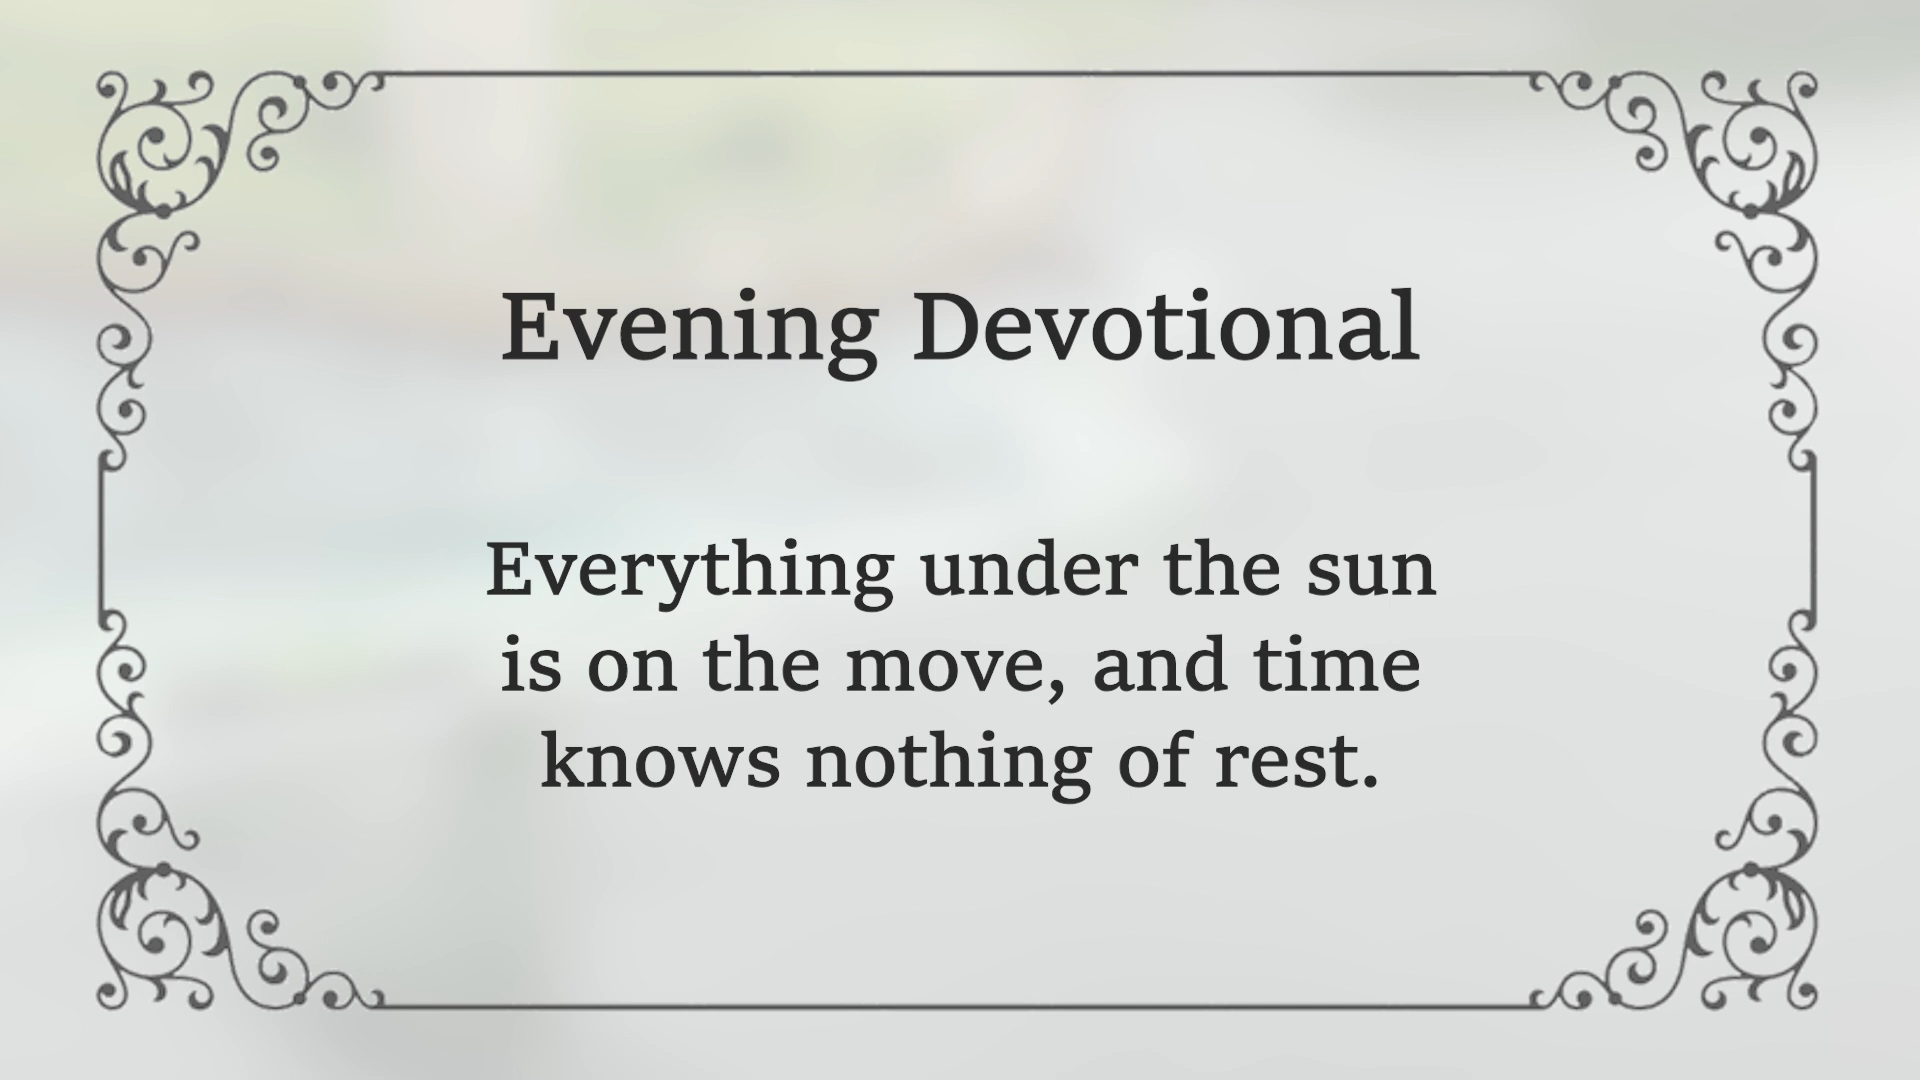 Evening Devotional
Everything under the sun
is on the move, and time
knows nothing of rest.